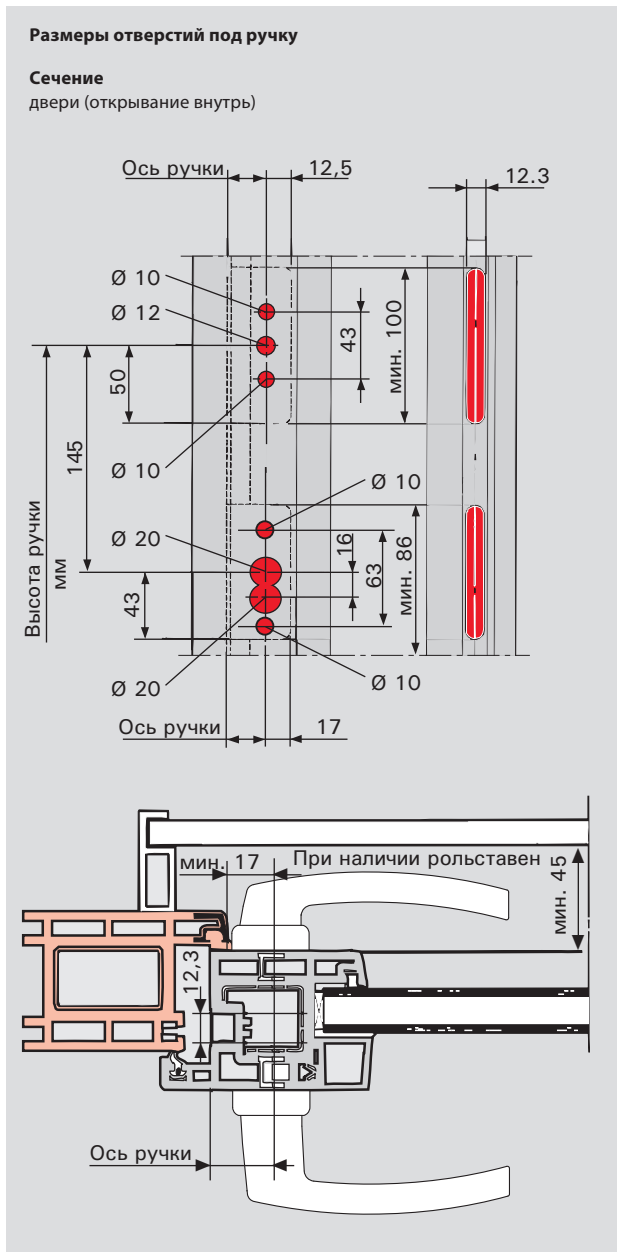 Размеры отверстий под ручку
Сечение
двери (открывание внутрь)
Ось ручки
12,5
12.3
Ø 10
Ø 12
43
мин. 100
50
145
Ø 10
Ø 10
Высота ручки
мм
Ø 20
16
63
мин. 86
43
Ø 20
Ø 10
Ось ручки
17
мин. 17
При наличии рольставен
мин. 45
12,3
Ось ручки